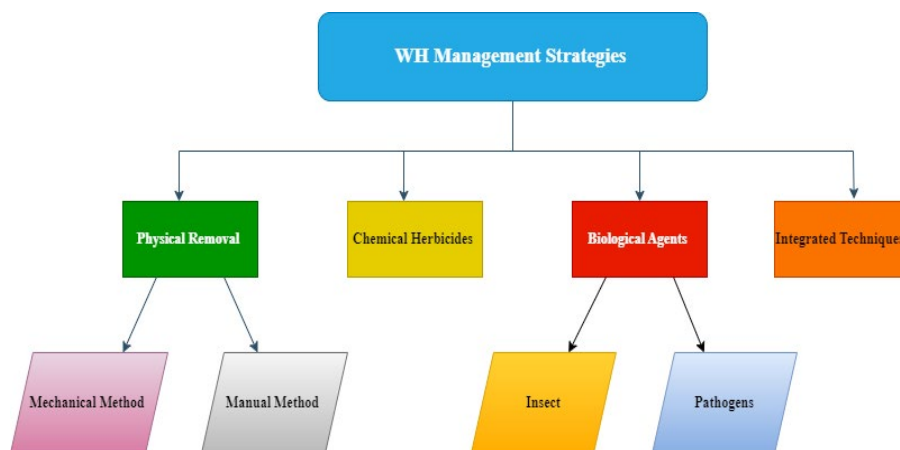 WH Management Strategies
Physical Removal
Chemical Herbicides
Biological Agents
Integrated Techniques
Mechanical Method
Manual Method
Insect
Pathogens